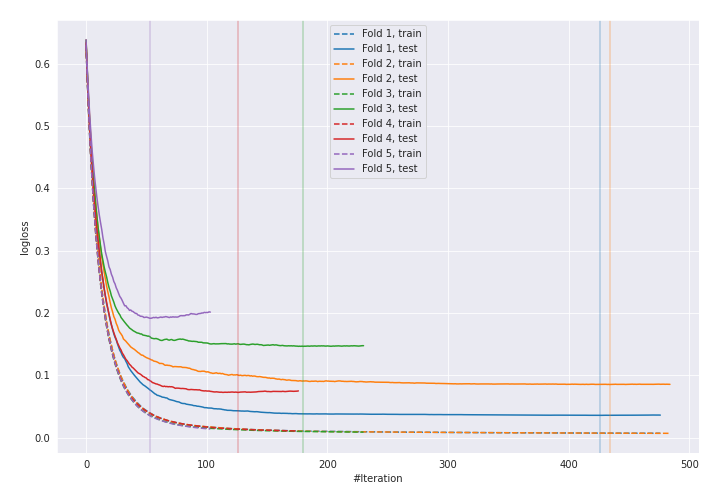 Fold 1, train
Fold 1, test
Fold 2, train
Fold 2, test
Fold 3, train
Fold 3, test
Fold 4, train
Fold 4, test
Fold 5, train
Fold 5, test
0.6
0.5
0.4
0.3
0.2
0.1
0.0
logloss
0 100 200 300 400 500
#Iteration